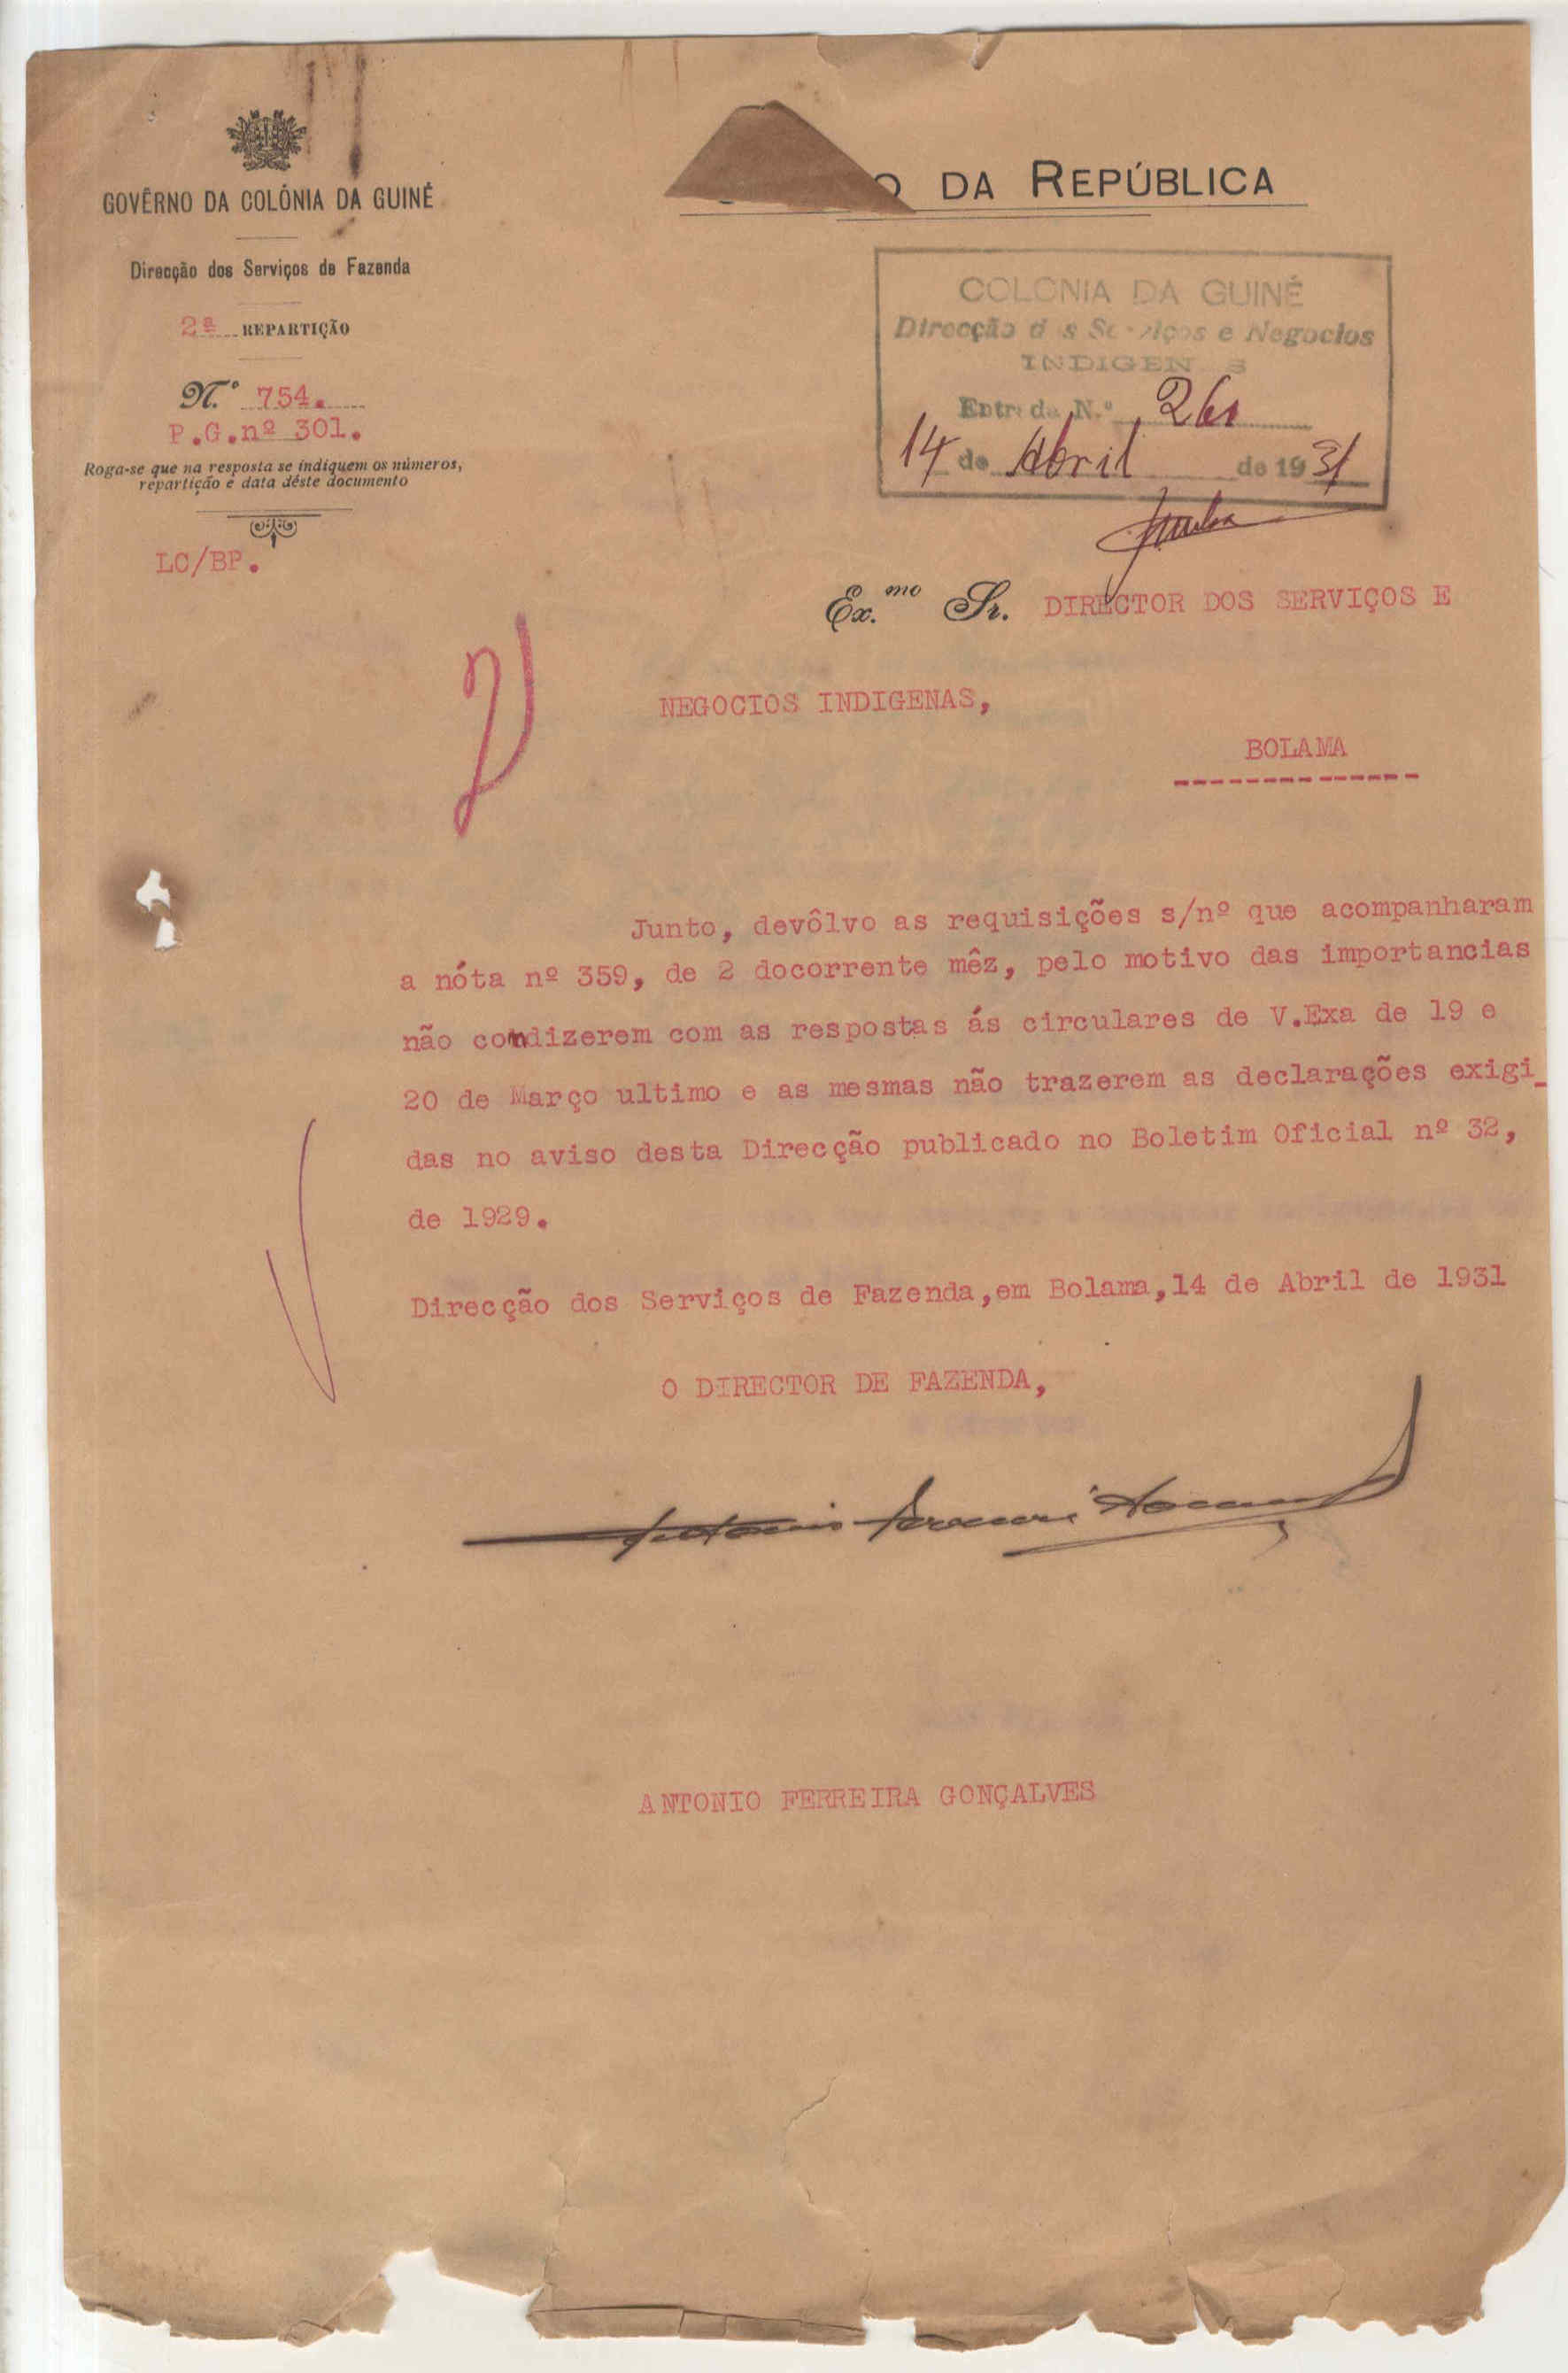 GOVÊRNO DA COLÓNIA DA GUINÉ
Direcção dos Serviços de Fazenda
2ª REPARTIÇÃO
N.º 754.
P.G.nº 301.
Roga-se que na resposta se indiquem os números,
repartição e data dêste documento
LC/BP.
DA REPÚBLICA
COLONIA DA GUINÉ
Direcção dos Serviços e Negocios
INDIGENAS
Entrada N.º
14 de Abril de 1931
Ex.mo Sr. DIRECTOR DOS SERVIÇOS E
NEGOCIOS INDIGENAS,
BOLAMA
---------------
Junto, devôlvo as requisições s/nº que acompanharam
a nóta nº 359, de 2 docorrente mêz, pelo motivo das importancias
não condizerem com as respostas ás circulares de V.Exa de 19 e
20 de Março ultimo e as mesmas não trazerem as declarações exigi_
das no aviso desta Direcção publicado no Boletim Oficial nº 32,
de 1929.
Direcção dos Serviços de Fazenda,em Bolama,14 de Abril de 1931
O DIRECTOR DE FAZENDA,
ANTONIO FERREIRA GONÇALVES